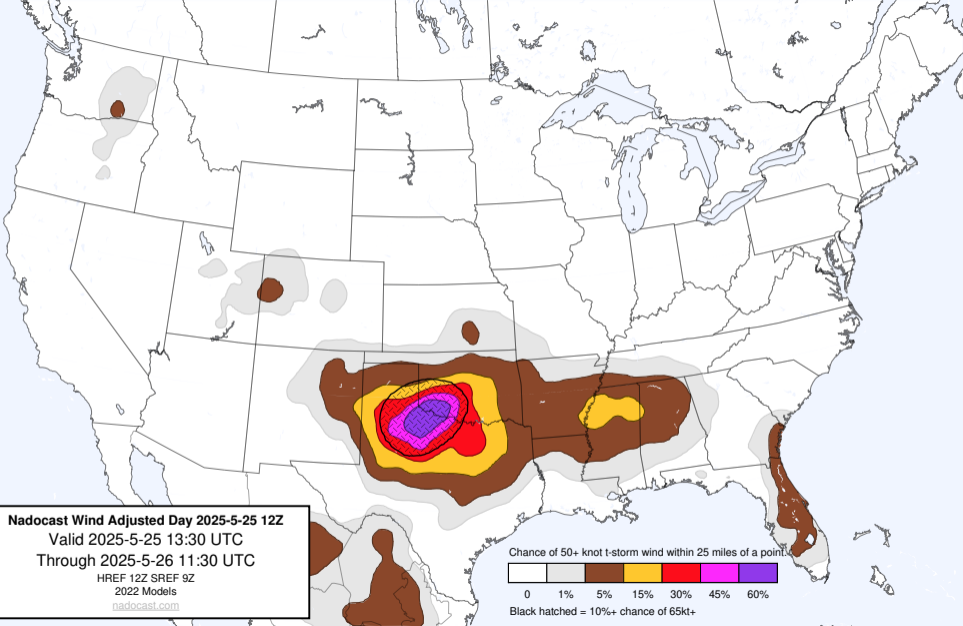 Nadocast Wind Adjusted Day 2025-5-25 12Z
Valid 2025-5-25 13:30 UTC
Through 2025-5-26 11:30 UTC
HREF 12Z SREF 9Z
2022 Models
nadocast.com
Chance of 50+ knot t-storm wind within 25 miles of a point.
0 1% 5% 15% 30% 45% 60%
Black hatched = 10%+ chance of 65kt+